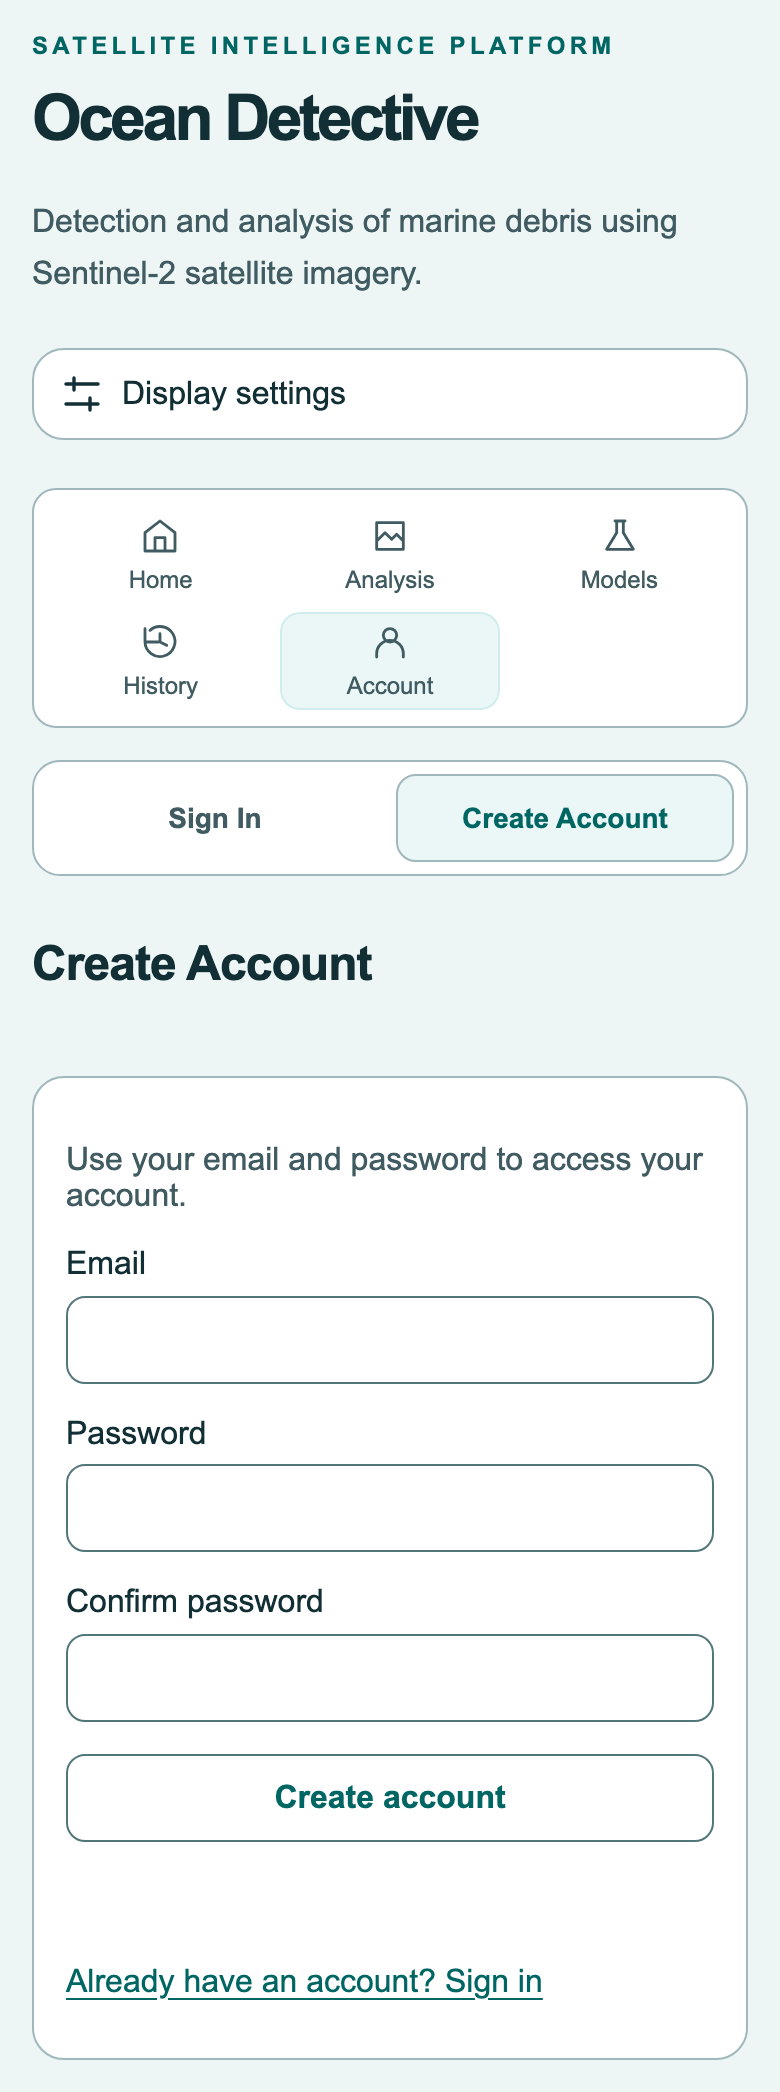 SATELLITE INTELLIGENCE PLATFORM
Ocean Detective
Detection and analysis of marine debris using
Sentinel-2 satellite imagery.
Display settings
Home
Analysis
Models
History
Account
Sign In
Create Account
Create Account
Use your email and password to access your
account.
Email
Password
Confirm password
Create account
Already have an account? Sign in